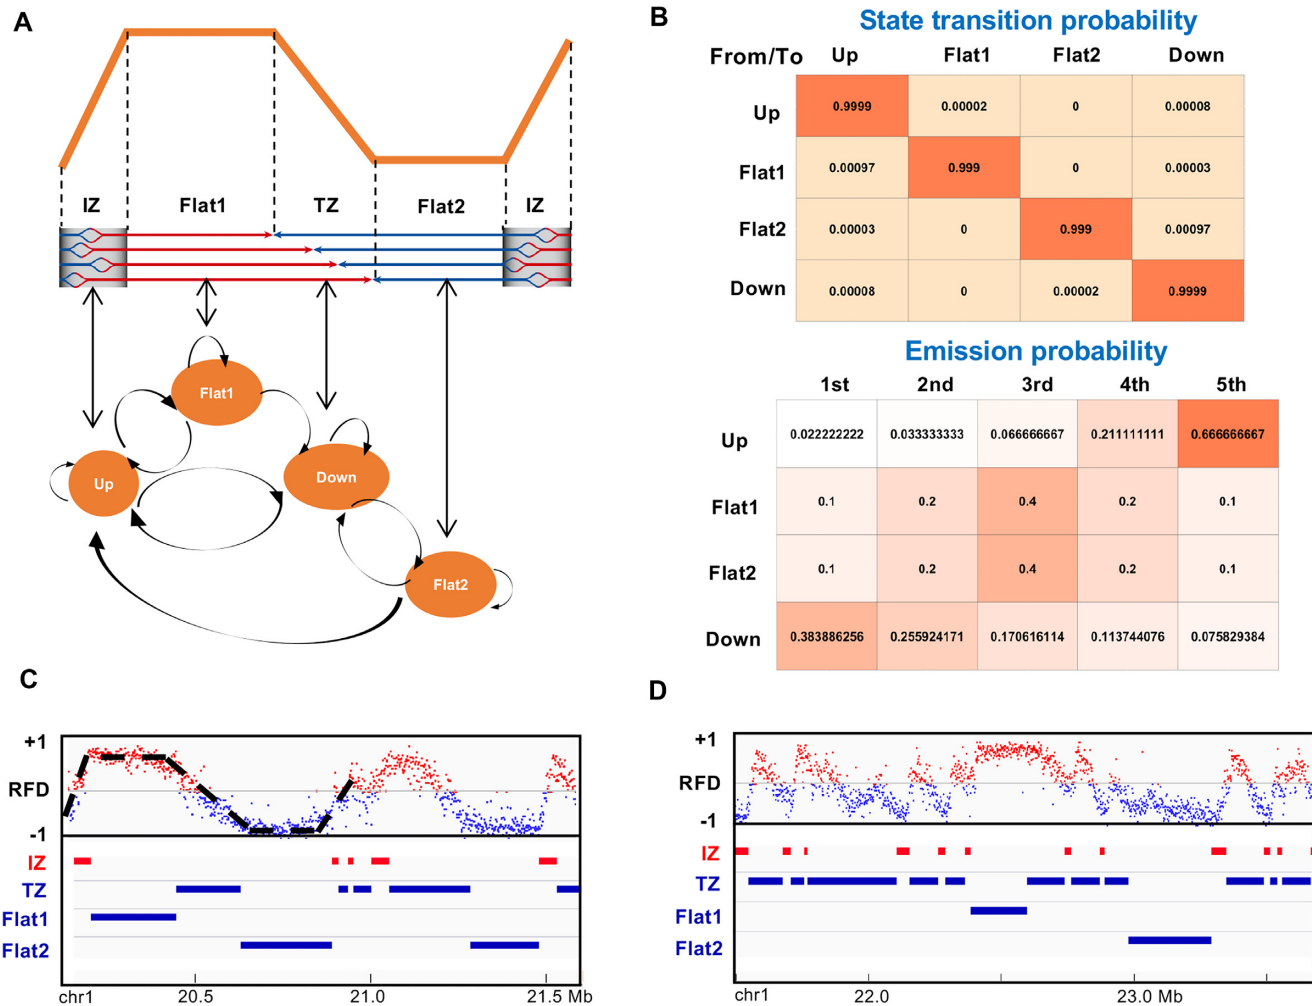 A
IZ Flat1 TZ Flat2 IZ
Flat1
Down
Up
Flat2
B
State transition probability
From/To Up Flat1 Flat2 Down
Up 0.9999 0.00002 0 0.00008
Flat1 0.00097 0.999 0 0.00003
Flat2 0.00003 0 0.999 0.00097
Down 0.00008 0 0.00002 0.9999
Emission probability
1st 2nd 3rd 4th 5th
Up 0.022222222 0.033333333 0.066666667 0.211111111 0.666666667
Flat1 0.1 0.2 0.4 0.2 0.1
Flat2 0.1 0.2 0.4 0.2 0.1
Down 0.383886256 0.255924171 0.170616114 0.113744076 0.075829384
C
+1
RFD
-1
IZ
TZ
Flat1
Flat2
chr1 20.5 21.0 21.5 Mb
D
+1
RFD
-1
IZ
TZ
Flat1
Flat2
chr1 22.0 23.0 Mb